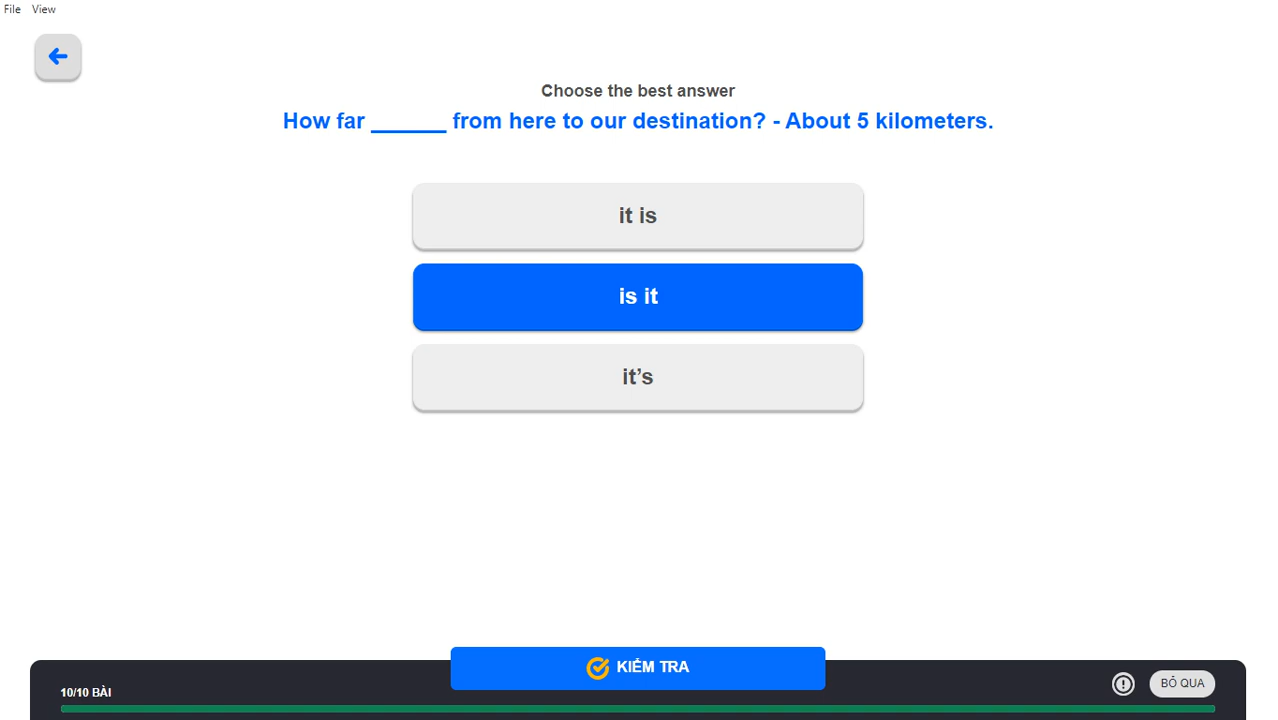 File View
Choose the best answer
How far ______ from here to our destination? - About 5 kilometers.
it is
is it
it’s
KIỂM TRA
10/10 BÀI
BỎ QUA